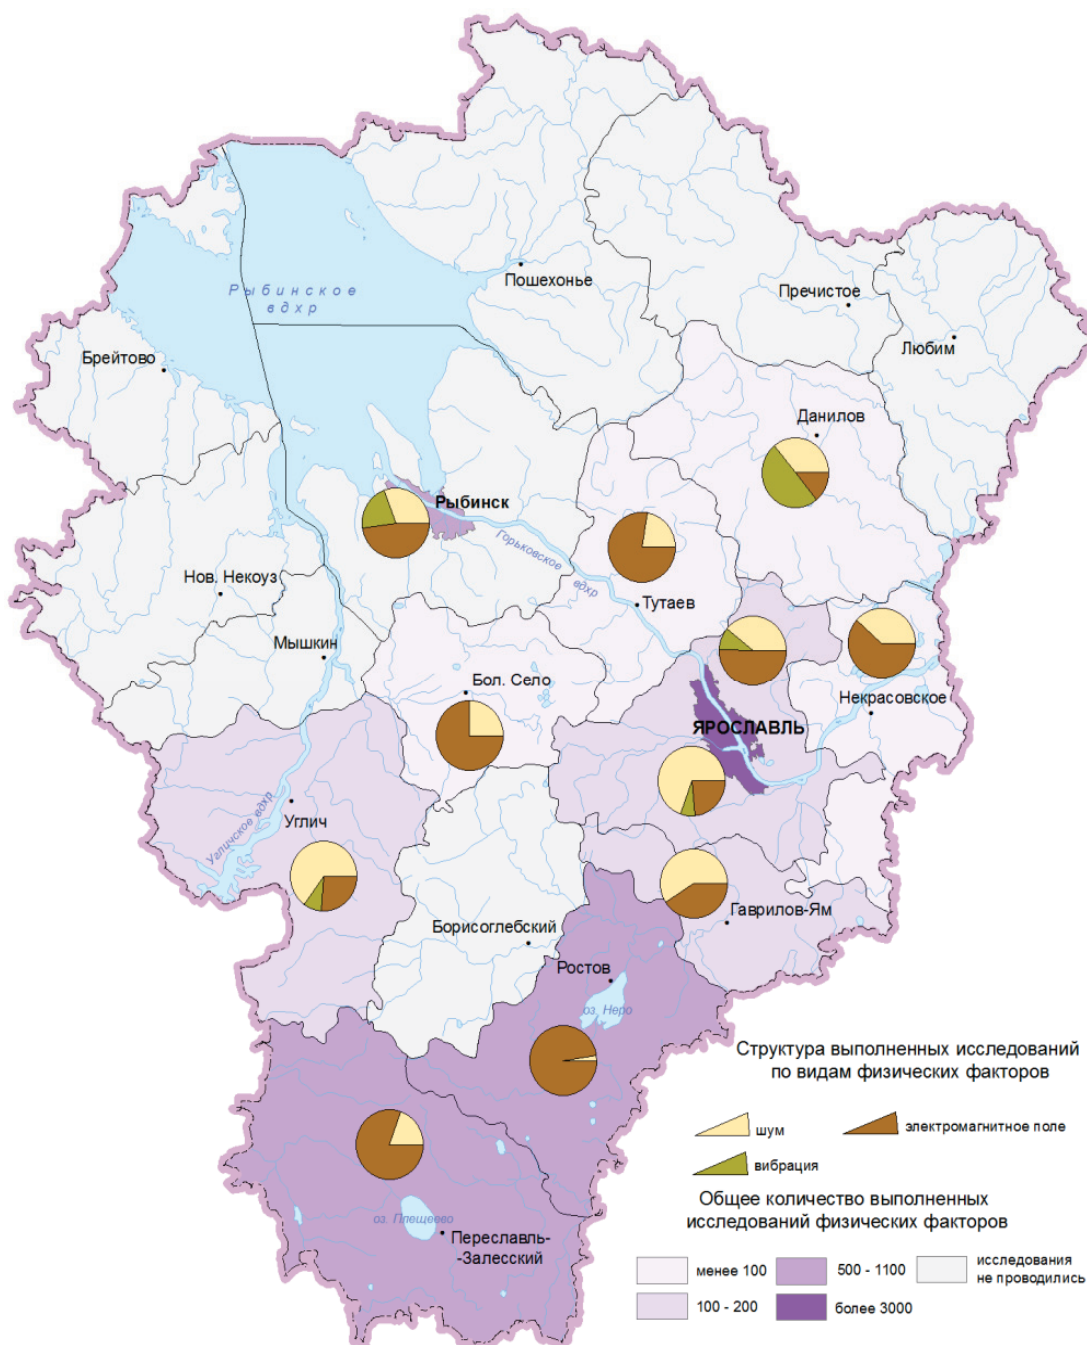 Пошехонье
Пречистое
Рыбинское
вдхр
Любим
Брейтово
Данилов
Рыбинск
Горьковское вдхр
Нов. Некоуз
Тутаев
Мышкин
Бол. Село
Некрасовское
ЯРОСЛАВЛЬ
Угличское вдхр
Углич
Гаврилов-Ям
Борисоглебский
Ростов
оз. Неро
оз. Плещеево
Переславль-
-Залесский
Структура выполненных исследований
по видам физических факторов
шум
электромагнитное поле
вибрация
Общее количество выполненных
исследований физических факторов
менее 100
500 - 1100
исследования
не проводились
100 - 200
более 3000